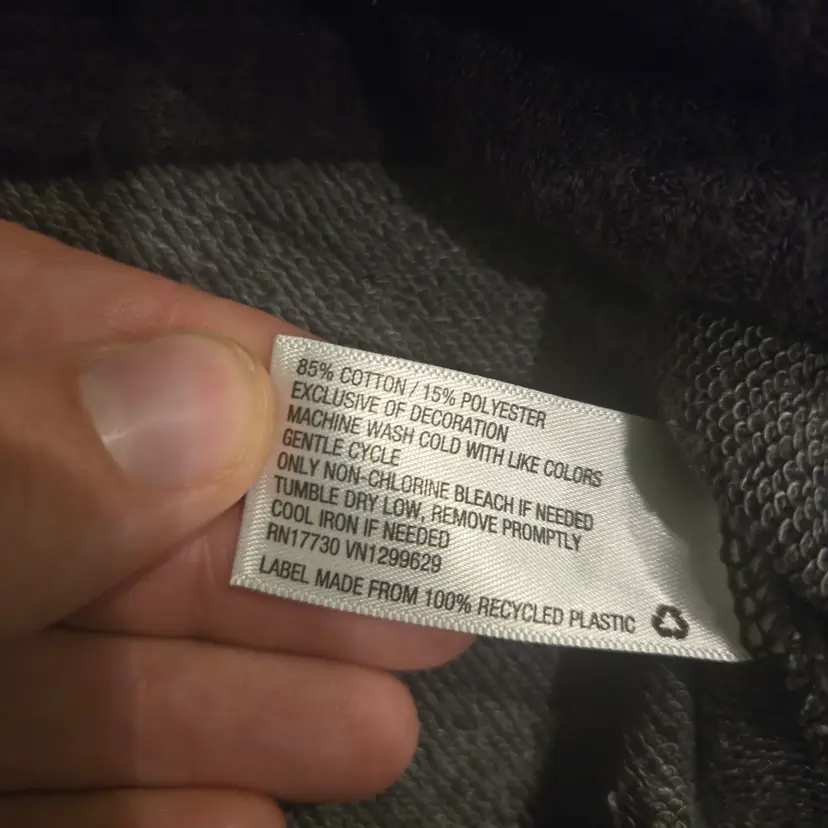 85% COTTON / 15% POLYESTER
EXCLUSIVE OF DECORATION
MACHINE WASH COLD WITH LIKE COLORS
GENTLE CYCLE
ONLY NON-CHLORINE BLEACH IF NEEDED
TUMBLE DRY LOW, REMOVE PROMPTLY
COOL IRON IF NEEDED
RN17730 VN1299629
LABEL MADE FROM 100% RECYCLED PLASTIC